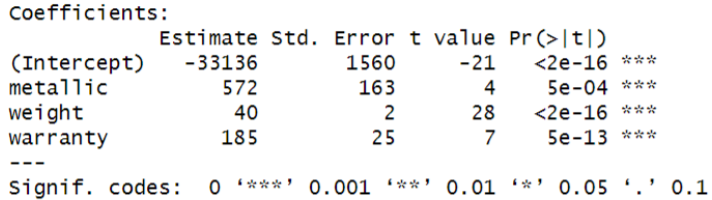 Coefficients:
Estimate Std. Error t value Pr(>|t|)
(Intercept) -33136 1560 -21 <2e-16 ***
metallic 572 163 4 5e-04 ***
weight 40 2 28 <2e-16 ***
warranty 185 25 7 5e-13 ***
---
Signif. codes: 0 ‘***’ 0.001 ‘**’ 0.01 ‘*’ 0.05 ‘.’ 0.1